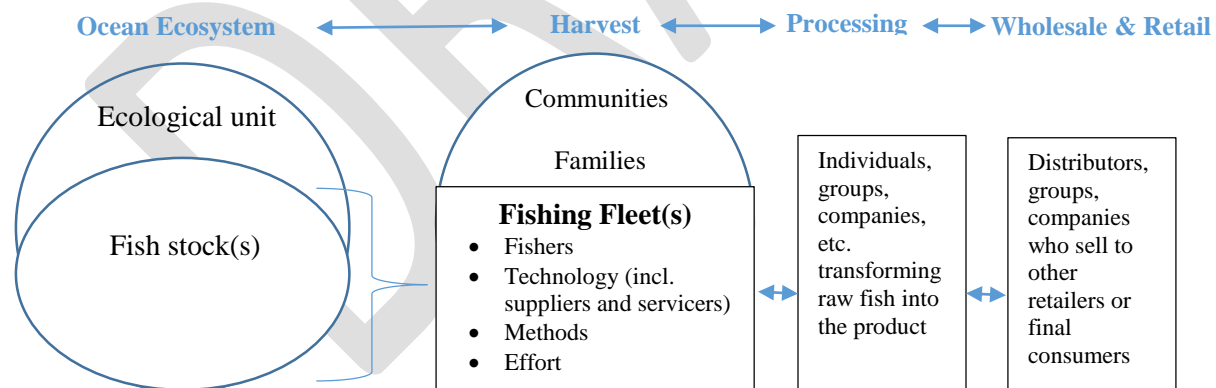 Ocean Ecosystem Harvest Processing Wholesale & Retail
Ecological unit
Fish stock(s)
Communities
Families
Fishing Fleet(s)
• Fishers
• Technology (incl.
suppliers and servicers)
• Methods
• Effort
Individuals,
groups,
companies,
etc.
transforming
raw fish into
the product
Distributors,
groups,
companies
who sell to
other
retailers or
final
consumers